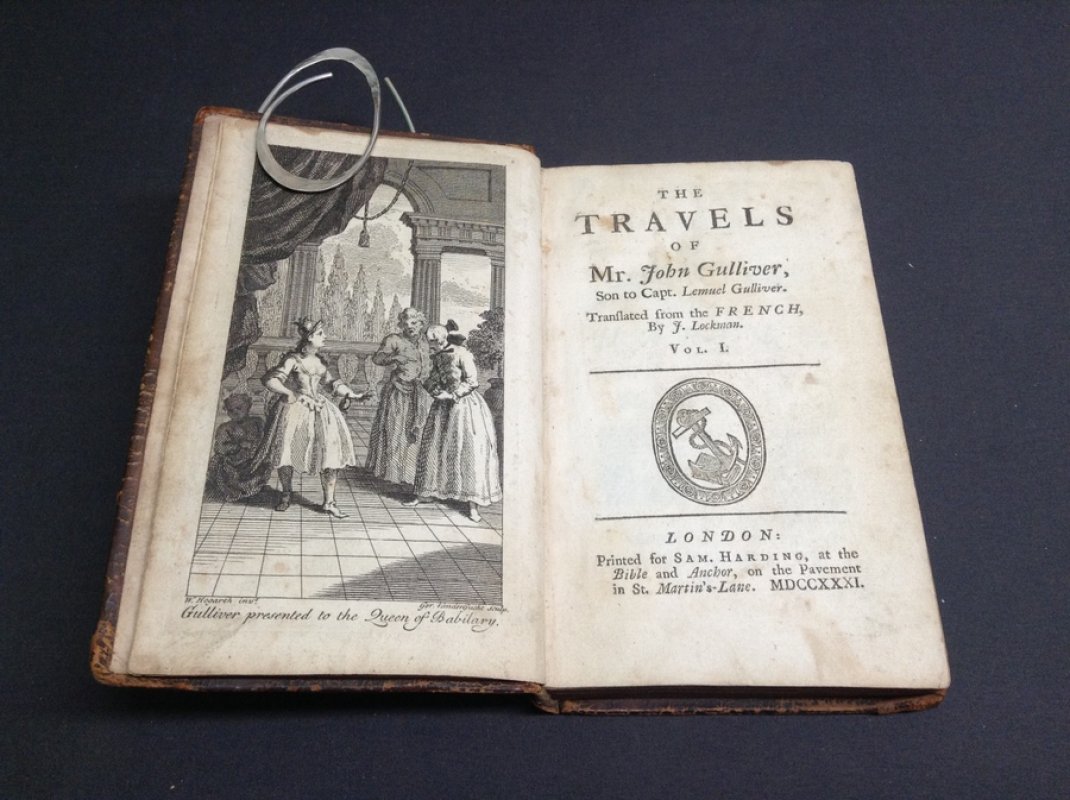 W. Hogarth inv.t
Ger. Vandergucht sculp.
Gulliver presented to the Queen of Babilary.
THE
TRAVELS
OF
Mr. John Gulliver,
Son to Capt. Lemuel Gulliver.
Tranſlated from the FRENCH,
By J. Lockman.
VOL. I.
LONDON:
Printed for SAM. HARDING, at the
Bible and Anchor, on the Pavement
in St. Martin's-Lane. MDCCXXXI.